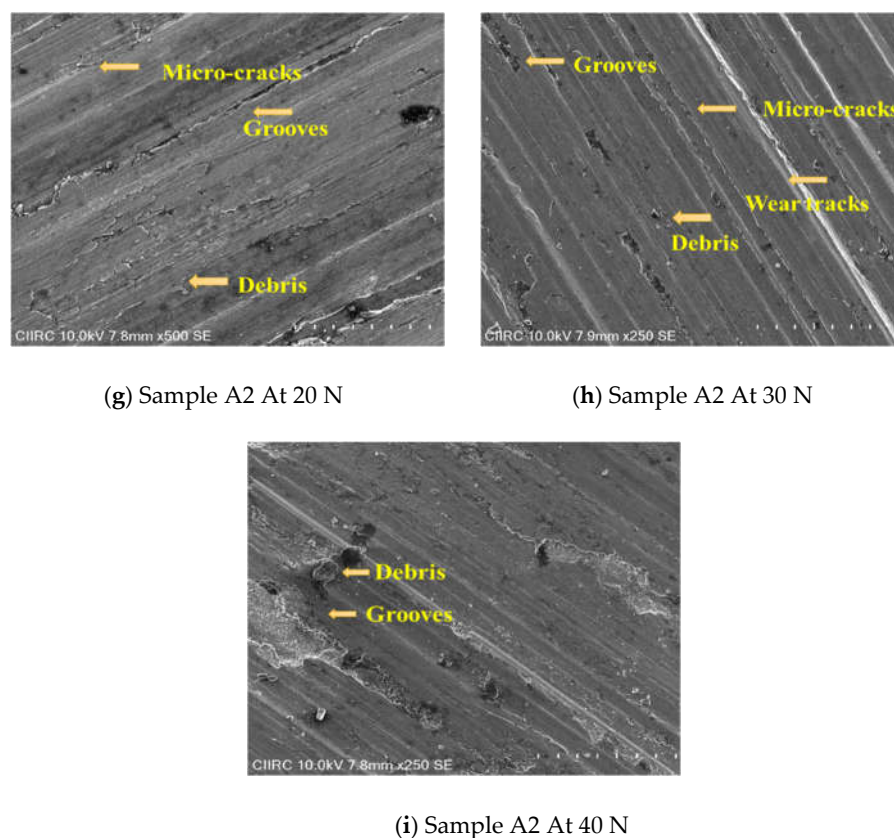 Micro-cracks
Grooves
Debris
CIIRC 10.0kV 7.8mm x500 SE
Grooves
Micro-cracks
Wear tracks
Debris
CIIRC 10.0kV 7.9mm x250 SE
(g) Sample A2 At 20 N
(h) Sample A2 At 30 N
Debris
Grooves
CIIRC 10.0kV 7.8mm x250 SE
(i) Sample A2 At 40 N